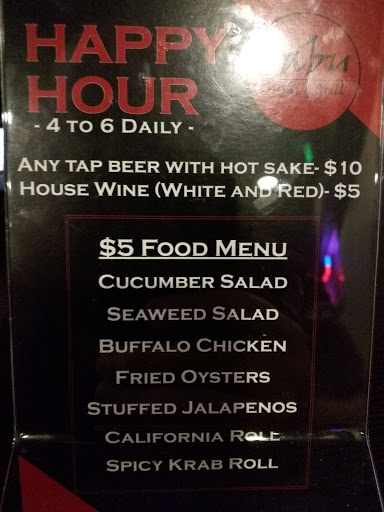 HAPPY
HOUR
- 4 TO 6 DAILY -
ANY TAP BEER WITH HOT SAKE- $10
HOUSE WINE (WHITE AND RED)- $5
$5 FOOD MENU
CUCUMBER SALAD
SEAWEED SALAD
BUFFALO CHICKEN
FRIED OYSTERS
STUFFED JALAPENOS
CALIFORNIA ROLL
SPICY KRAB ROLL